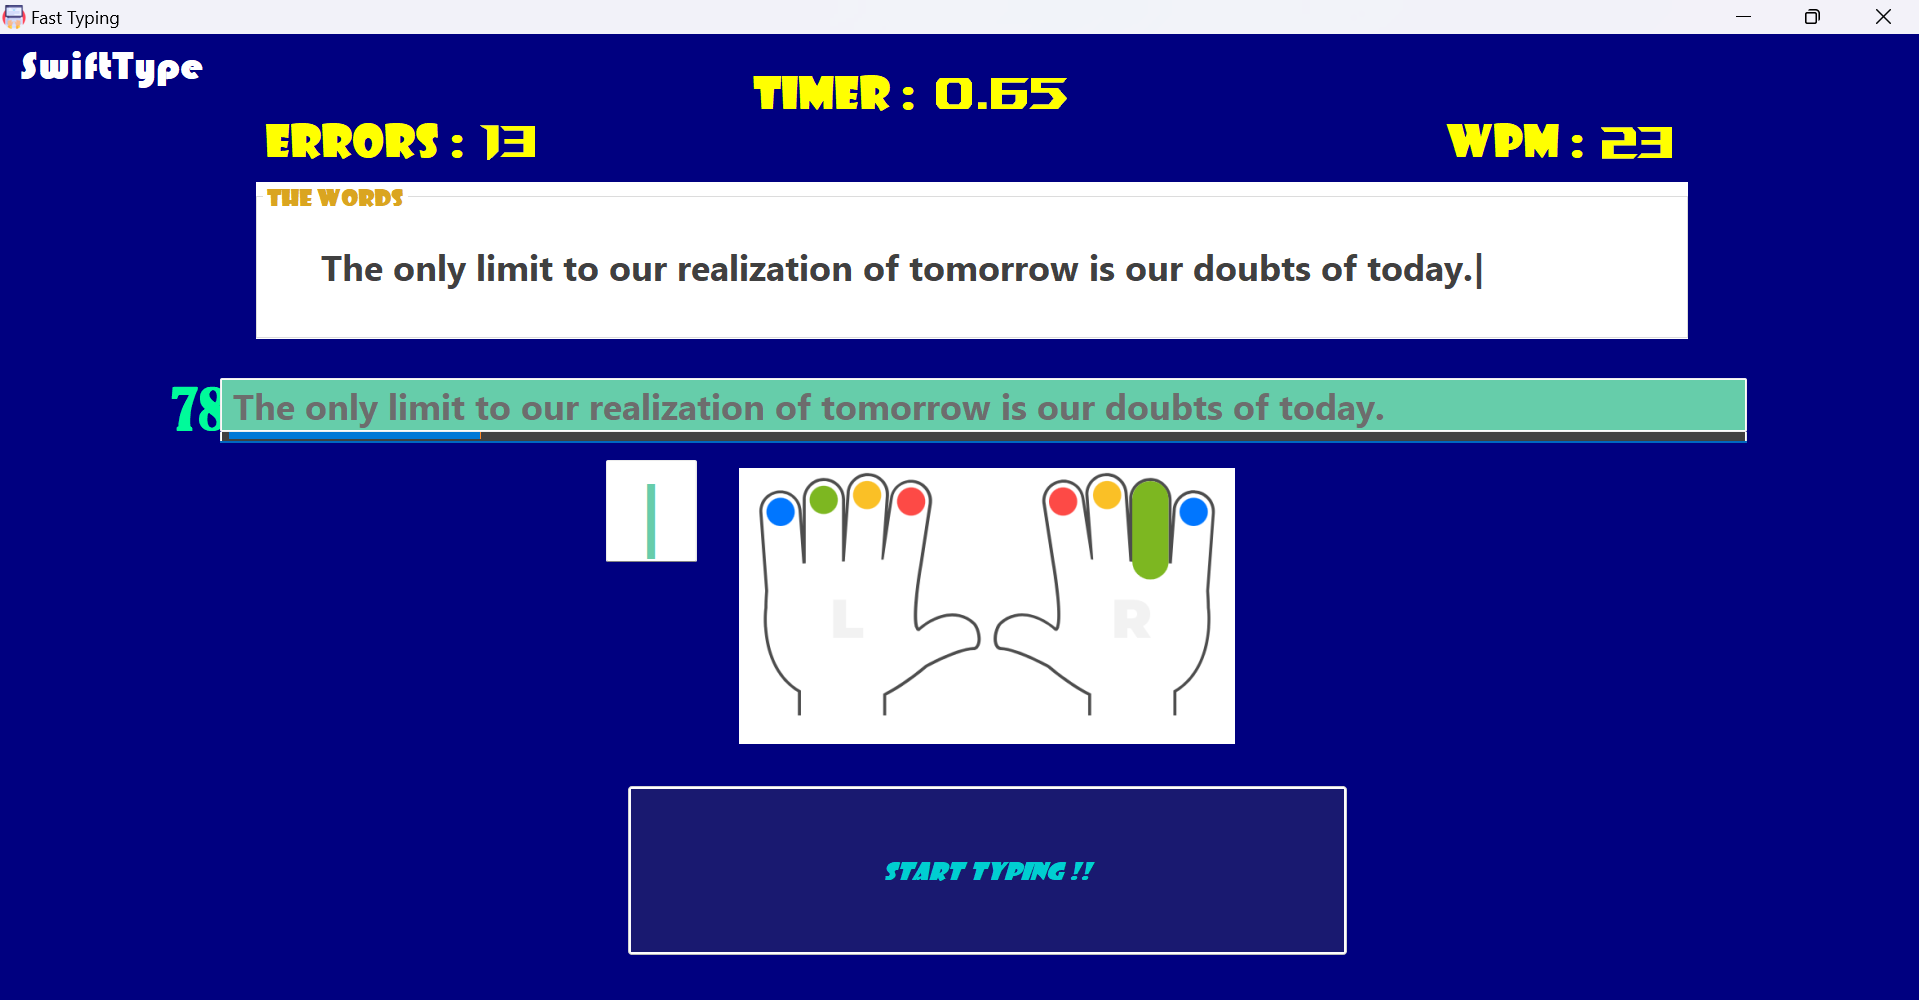 Fast Typing
SwiftType
TIMER : 0.65
ERRORS : 13
WPM : 23
THE WORDS
The only limit to our realization of tomorrow is our doubts of today.|
78
The only limit to our realization of tomorrow is our doubts of today.
|
L
R
START TYPING !!